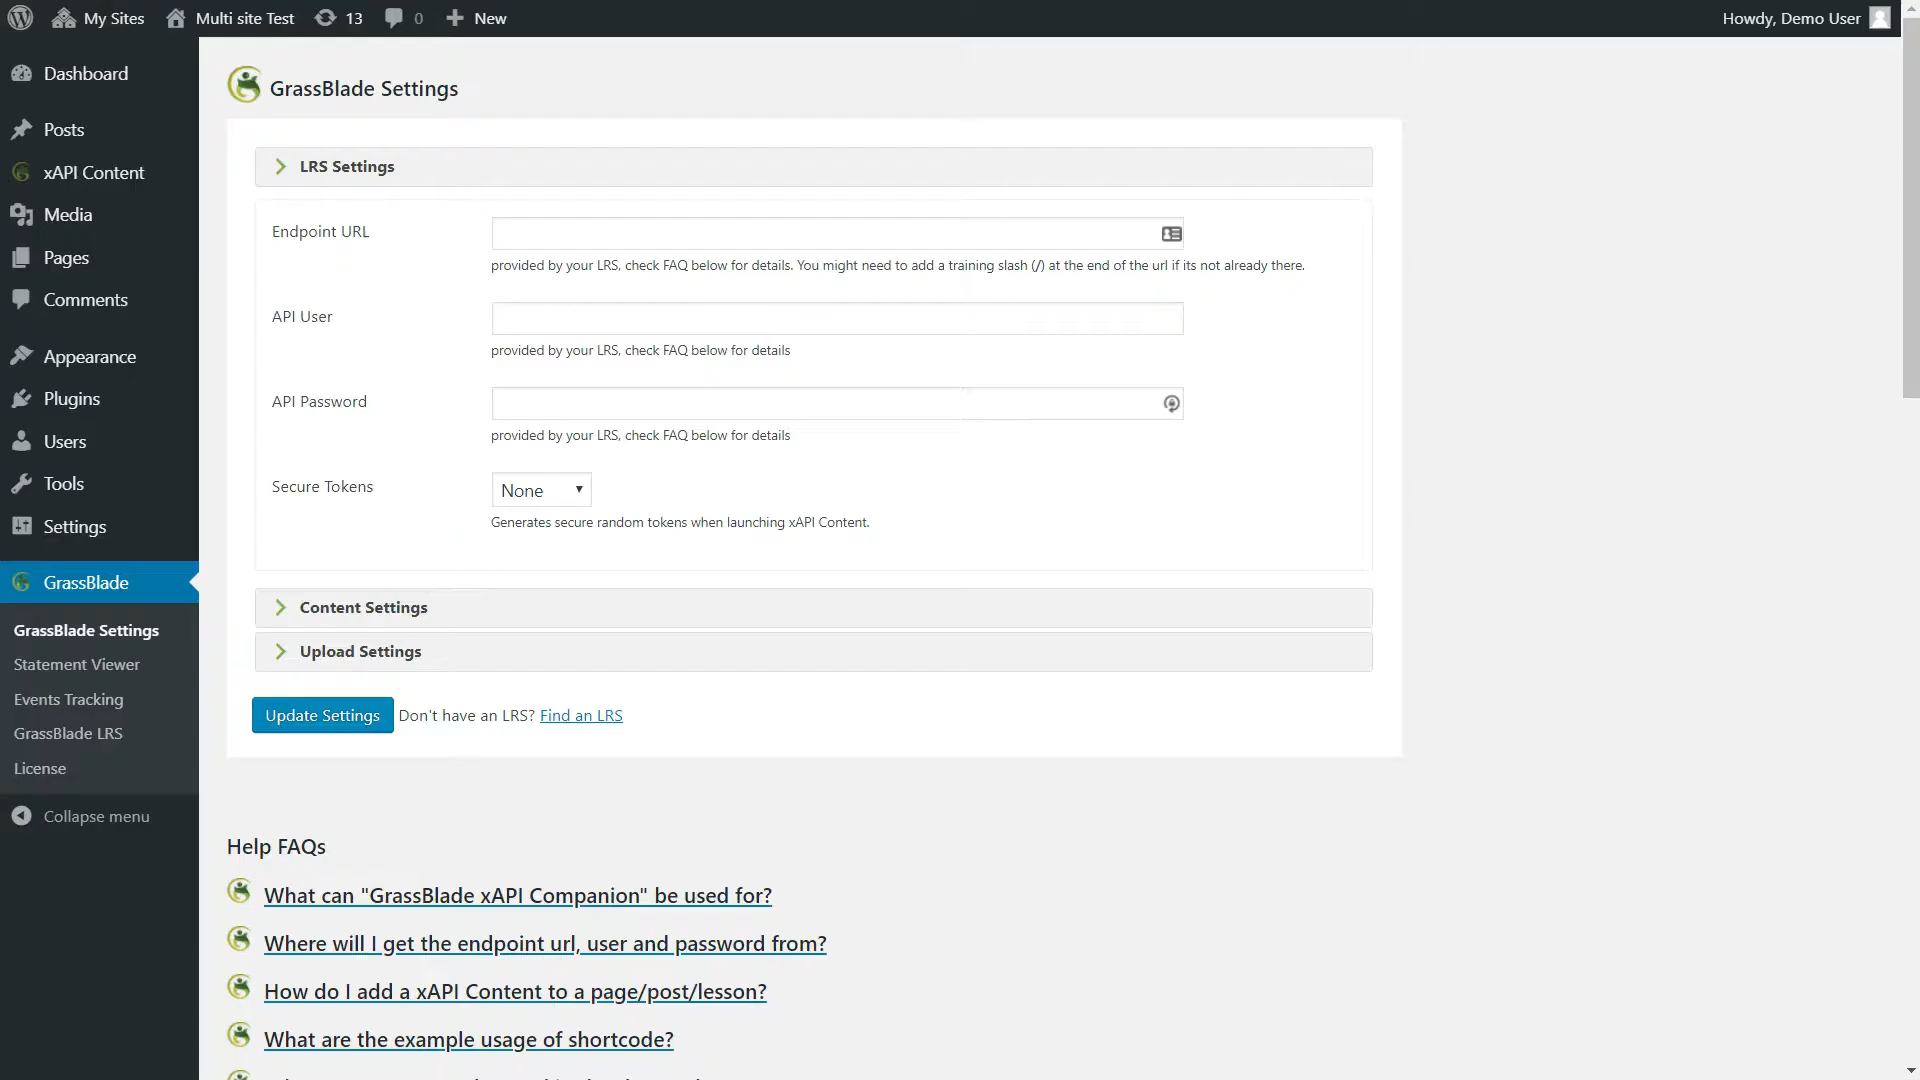 My Sites
Multi site Test
13
0
New
Howdy, Demo User
Dashboard
Posts
xAPI Content
Media
Pages
Comments
Appearance
Plugins
Users
Tools
Settings
GrassBlade
GrassBlade Settings
Statement Viewer
Events Tracking
GrassBlade LRS
License
Collapse menu
GrassBlade Settings
LRS Settings
Endpoint URL
provided by your LRS, check FAQ below for details. You might need to add a training slash (/) at the end of the url if its not already there.
API User
provided by your LRS, check FAQ below for details
API Password
provided by your LRS, check FAQ below for details
Secure Tokens
None
Generates secure random tokens when launching xAPI Content.
Content Settings
Upload Settings
Update Settings Don't have an LRS? Find an LRS
Help FAQs
What can "GrassBlade xAPI Companion" be used for?
Where will I get the endpoint url, user and password from?
How do I add a xAPI Content to a page/post/lesson?
What are the example usage of shortcode?